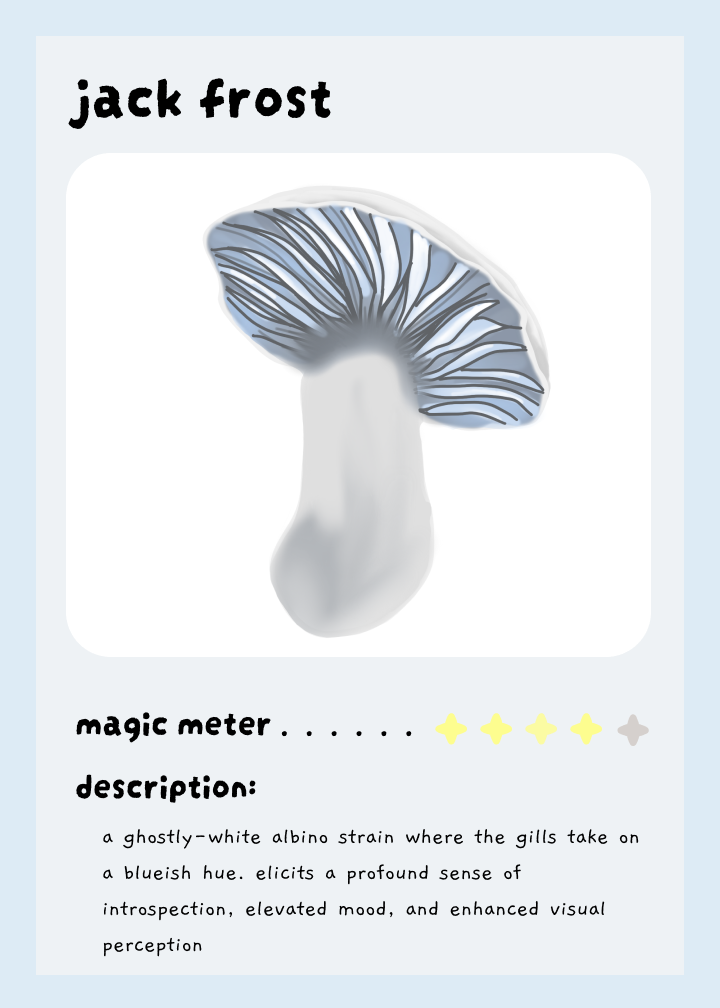 jack frost
magic meter . . . . . .
description:
a ghostly-white albino strain where the gills take on
a blueish hue. elicits a profound sense of
introspection, elevated mood, and enhanced visual
perception